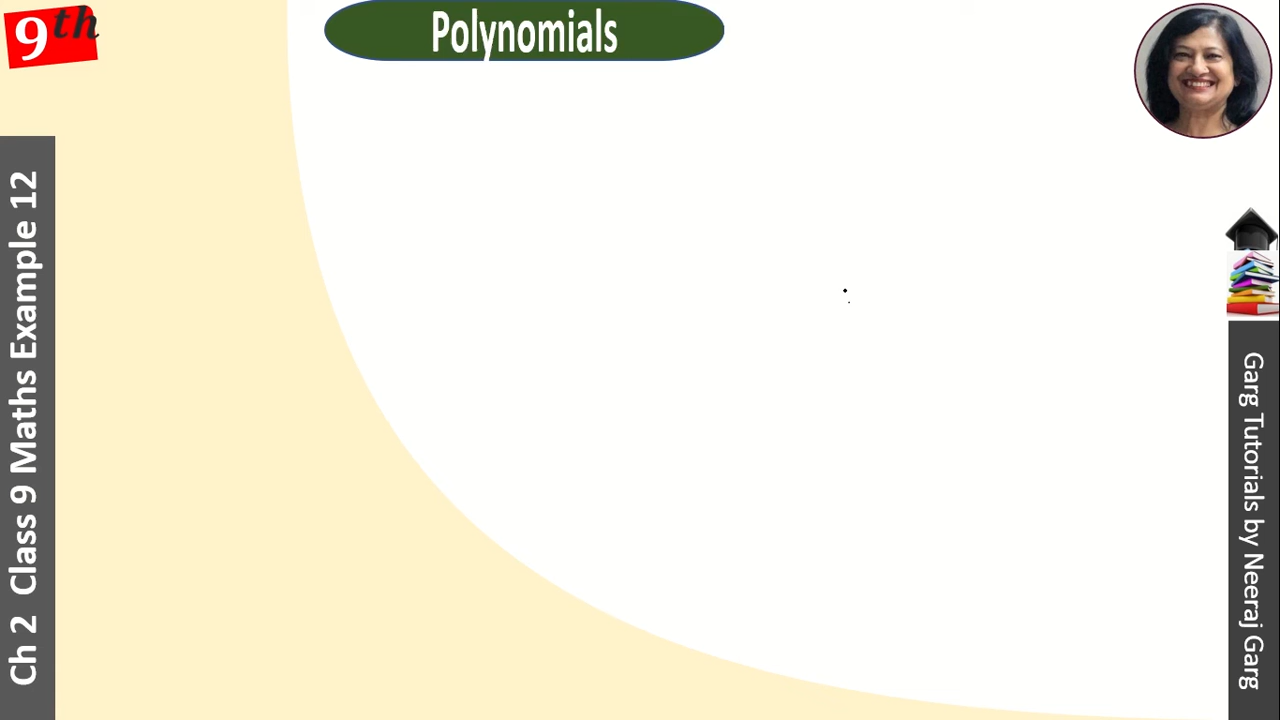 9th
Polynomials
Ch 2 Class 9 Maths Example 12
Garg Tutorials by Neeraj Garg